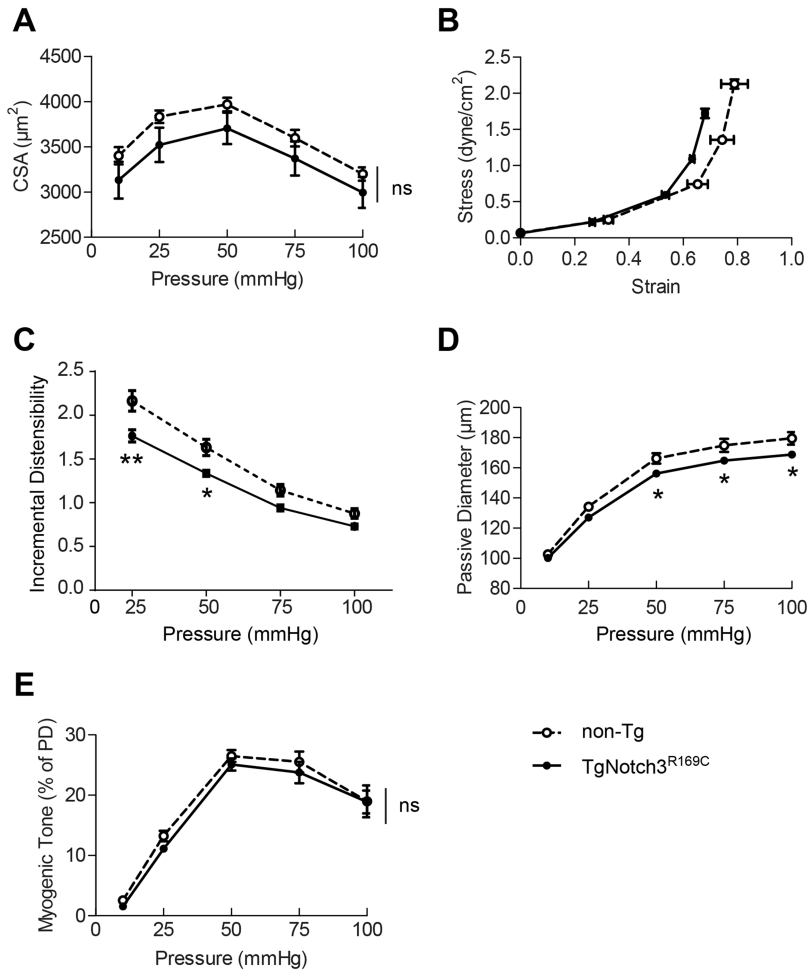 A
4500
4000
3500
3000
2500
CSA (µm²)
ns
0 25 50 75 100
Pressure (mmHg)
B
2.5
2.0
1.5
1.0
0.5
0.0
Stress (dyne/cm²)
0.0 0.2 0.4 0.6 0.8 1.0
Strain
C
2.5
2.0
1.5
1.0
0.5
0.0
Incremental Distensibility
**
*
0 25 50 75 100
Pressure (mmHg)
D
200
180
160
140
120
100
80
Passive Diameter (µm)
* * *
0 25 50 75 100
Pressure (mmHg)
E
30
20
10
0
Myogenic Tone (% of PD)
ns
0 25 50 75 100
Pressure (mmHg)
non-Tg
TgNotch3R169C